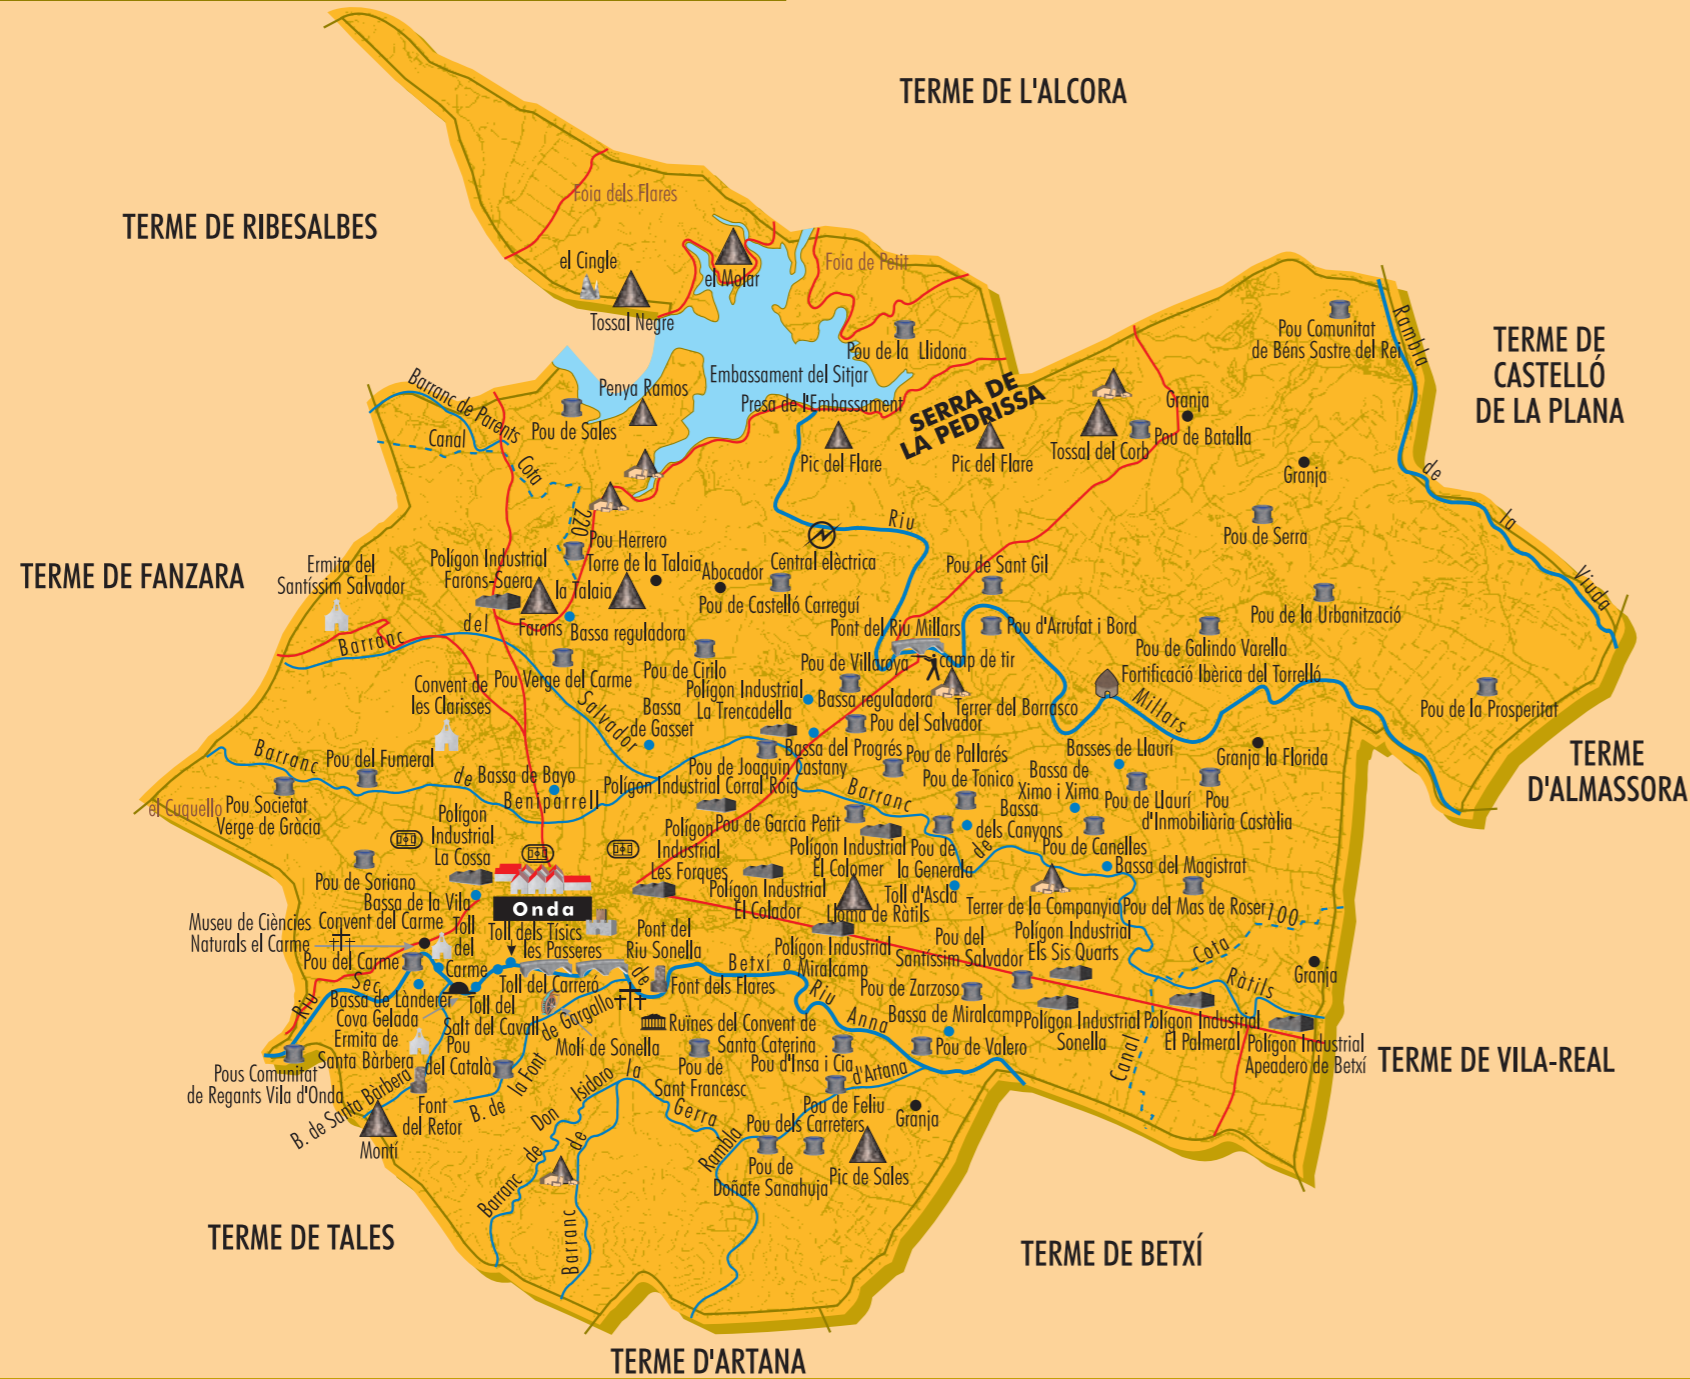 TERME DE L'ALCORA
TERME DE RIBESALBES
Foia dels Flares
el Cingle
el Molar
Foia de Petit
Tossal Negre
Pou de la Llidona
Pou Comunitat
de Béns Sastre del Rei
Rambla
de
la
Viuda
TERME DE
CASTELLÓ
DE LA PLANA
Embassament del Sitjar
Presa de l'Embassament
SERRA DE
LA PEDRISSA
Penya Ramos
Barranc de Parents
Canal
Cota
220
Pou de Sales
Pic del Flare
Pic del Flare
Granja
Pou de Batalla
Tossal del Corb
Granja
Riu
Pou de Serra
Pou Herrero
Torre de la Talaia
la Talaia
Abocador
Central elèctrica
Pou de Castelló Carreguí
Pou de Sant Gil
Pou de la Urbanització
TERME DE FANZARA
Ermita del
Santíssim Salvador
Polígon Industrial
Farons-Saera
Farons
Bassa reguladora
Barranc
del
Salvador
Pont del Riu Millars
Pou d'Arrufat i Bord
Pou de Galindo Varella
Pou de Cirilo
Pou de Villaroya
camp de tir
Fortificació Ibèrica del Torrelló
Pou Verge del Carme
Convent de
les Clarisses
Polígon Industrial
La Trencadella
Bassa reguladora
Terrer del Borrasco
Millars
Pou de la Prosperitat
Bassa
de Gasset
Pou del Salvador
Bassa del Progrés
Pou de Pallarés
Basses de Llaurí
Granja la Florida
TERME
D'ALMASSORA
Barranc
de
Beniparrell
Pou del Fumeral
Bassa de Bayo
Pou de Joaquin Castany
Pou de Tonico
Bassa de
Ximo i Xima
Pou de Llaurí
Pou
d'Inmobiliària Castàlia
Polígon Industrial Corral Roig
Barranc
de
el Cuquello
Pou Societat
Verge de Gràcia
Polígon
Industrial
La Cossa
Polígon
Industrial
Les Forques
Pou de Garcia Petit
Bassa
dels Canyons
Pou de Canelles
Polígon Industrial
El Colomer
Pou de
la Generala
Bassa del Magistrat
Pou de Soriano
Bassa de la Vila
Polígon Industrial
El Colador
Toll d'Ascla
Lloma de Ràtils
Terrer de la Companyia
Pou del Mas de Roser
100
Cota
Onda
Museu de Ciències
Naturals el Carme
Convent del Carme
Toll
del
Carme
Toll dels Tísics
les Passeres
Pont del
Riu Sonella
Polígon Industrial
Miralcamp
Pou del
Santíssim Salvador
Polígon Industrial
Els Sis Quarts
Pou del Carme
Toll del Carreró
Betxí o
Riu
Anna
Ràtils
Granja
Riu
Sec
de
Font dels Flares
Pou de Zarzoso
Bassa de Lànderer
Cova Gelada
Toll del
Salt del Cavall
de Gargallo
Ruïnes del Convent de
Santa Caterina
Bassa de Miralcamp
Polígon Industrial
Sonella
Polígon Industrial
El Palmeral
Polígon Industrial
Apeadero de Betxí
Ermita de
Santa Bàrbera
Pou
del Català
Molí de Sonella
Pou de
Sant Francesc
Pou d'Insa i Cia.
Pou de Valero
Canal
TERME DE VILA-REAL
Pous Comunitat
de Regants Vila d'Onda
B. de Santa Bàrbera
Font
del Retor
B. de
la Font
Montí
Barranc
de
Don
Isidoro
Barranc
de
la
Gerra
Rambla
d'Artana
Pou de Feliu
Pou dels Carreters
Granja
Pou de
Doñate Sanahuja
Pic de Sales
TERME DE TALES
TERME DE BETXÍ
TERME D'ARTANA